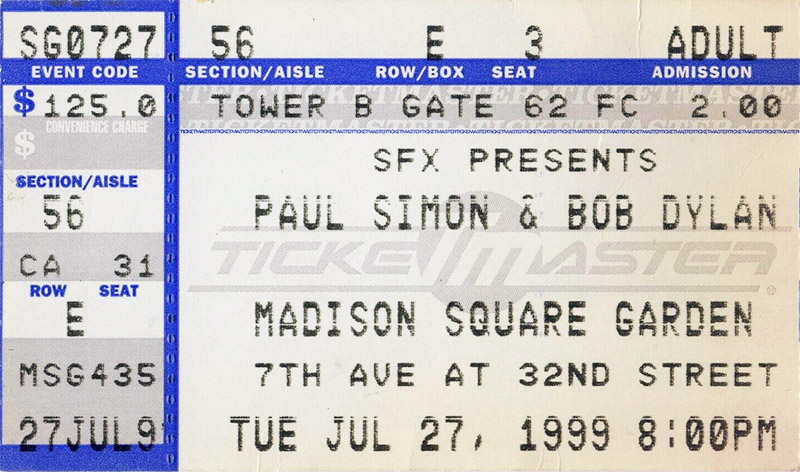 SG0727 56 E 3 ADULT
EVENT CODE SECTION/AISLE ROW/BOX SEAT ADMISSION
$125.0 TOWER B GATE 62 FC 2.00
CONVENIENCE CHARGE
$
SFX PRESENTS
SECTION/AISLE
56
PAUL SIMON & BOB DYLAN
CA 31
TICKETMASTER®
ROW SEAT
E
MADISON SQUARE GARDEN
MSG435 7TH AVE AT 32ND STREET
27JUL9 TUE JUL 27, 1999 8:00PM